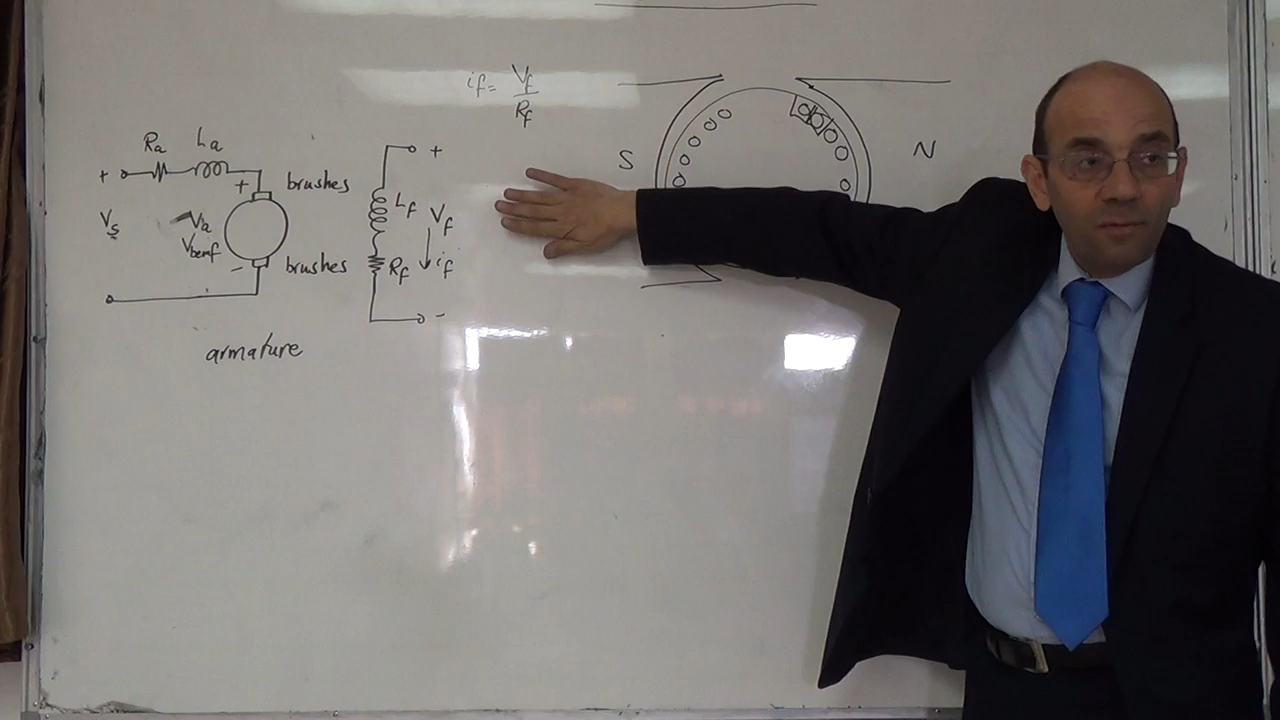 if = Vf / Rf
Ra La
+ + brushes
Vs Va
Vbemf
- brushes
armature
+
Lf Vf
Rf if
-
S N